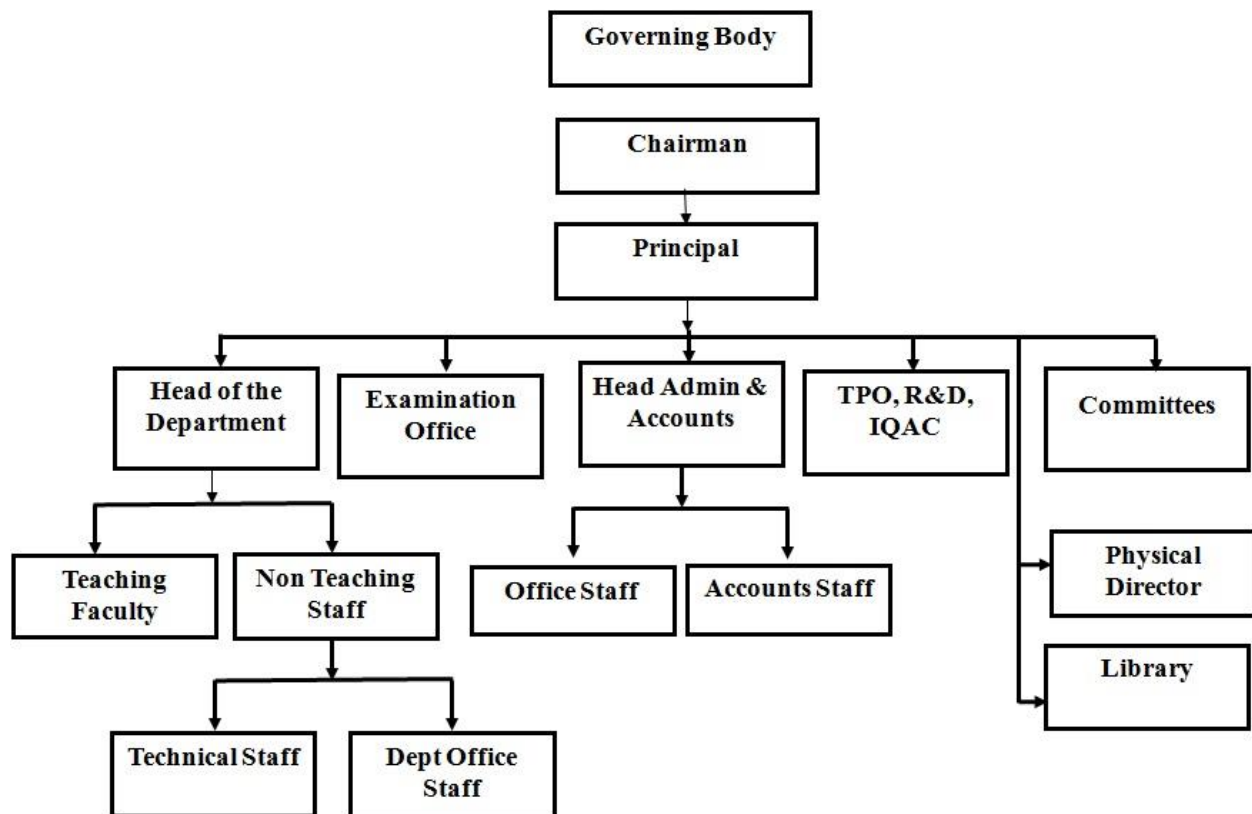 Governing Body
Chairman
Principal
Head of the
Department
Examination
Office
Head Admin &
Accounts
TPO, R&D,
IQAC
Committees
Teaching
Faculty
Non Teaching
Staff
Office Staff
Accounts Staff
Physical
Director
Library
Technical Staff
Dept Office
Staff